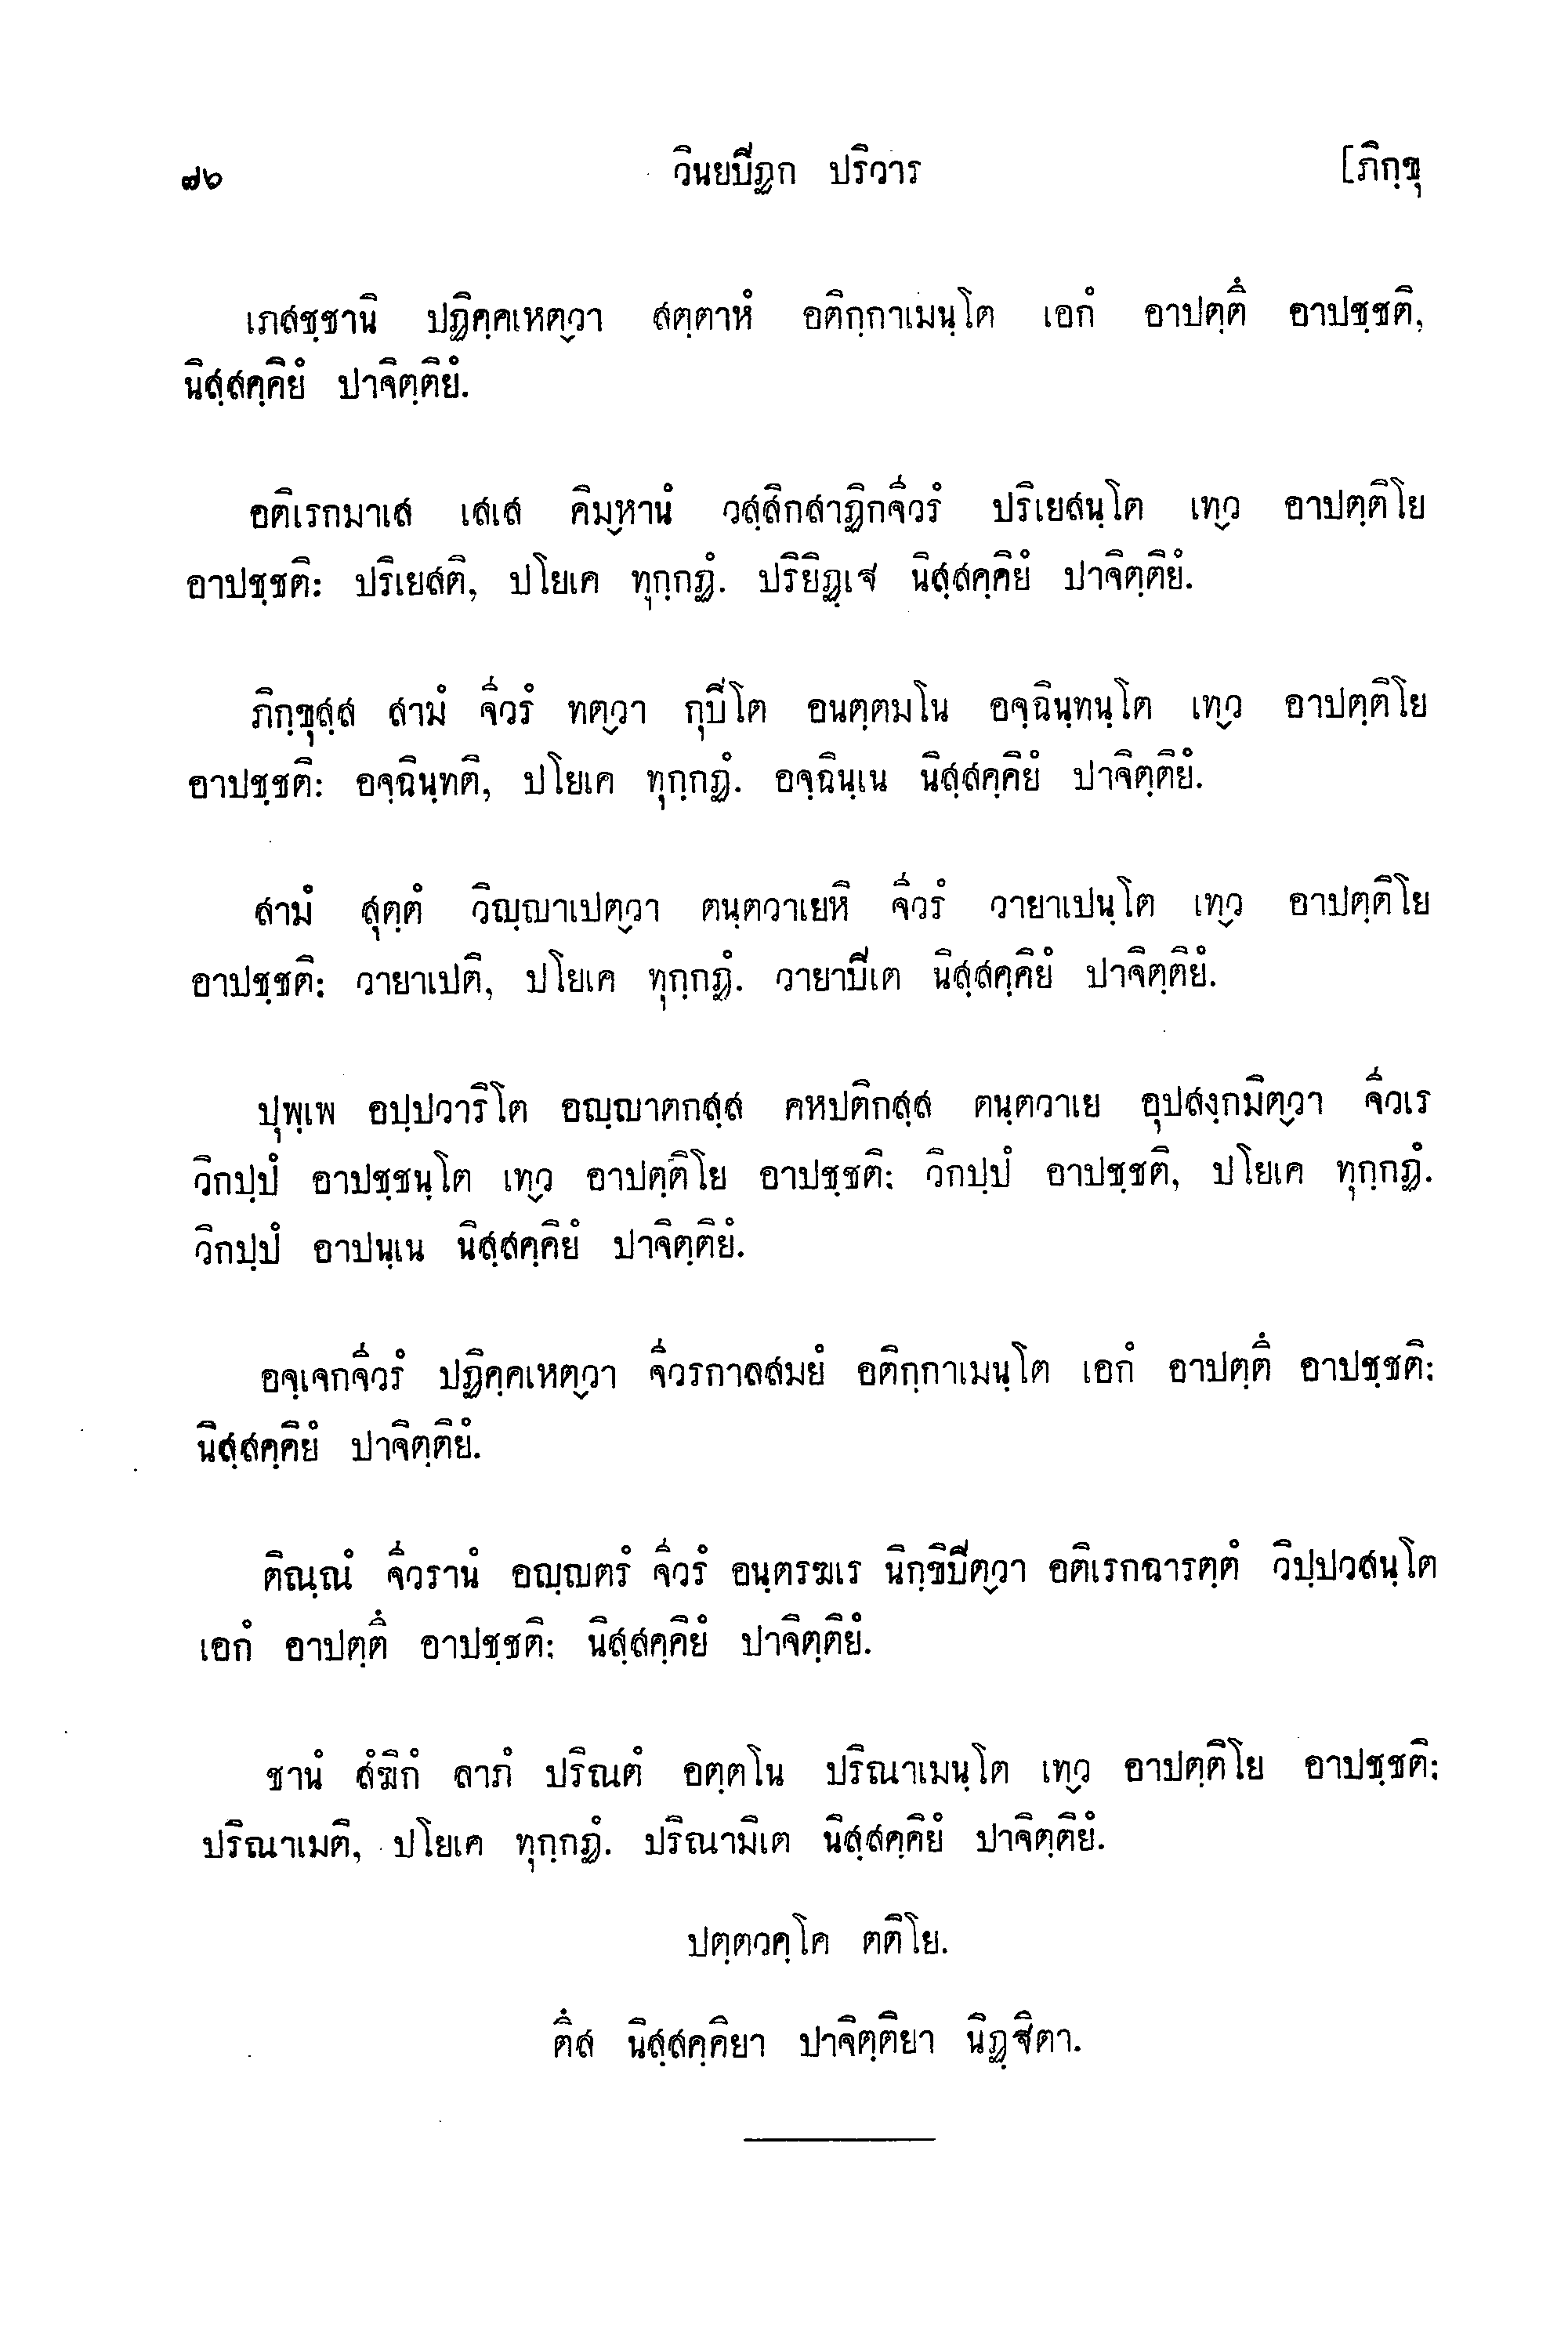 ๗๖ วินยปิฏก ปริวาร [ภิกฺขุ
เภสชฺชานิ ปฏิคฺคเหตฺวา สตฺตาหํ อติกฺกาเมนฺโต เอกํ อาปตฺตึ อาปชฺชติ,
นิสฺสคฺคิยํ ปาจิตฺติยํ.
อติเรกมาเส เสเส คิมฺหานํ วสฺสิกสาฏิกจีวรํ ปริเยสนฺโต เทฺว อาปตฺติโย
อาปชฺชติ: ปริเยสติ, ปโยเค ทุกฺกฏํ. ปริยิฏฺเฐ นิสฺสคฺคิยํ ปาจิตฺติยํ.
ภิกฺขุสฺส สามํ จีวรํ ทตฺวา กุปิโต อนตฺตมโน อจฺฉินฺทนฺโต เทฺว อาปตฺติโย
อาปชฺชติ: อจฺฉินฺทติ, ปโยเค ทุกฺกฏํ. อจฺฉินฺเน นิสฺสคฺคิยํ ปาจิตฺติยํ.
สามํ สุตฺตํ วิญฺญาเปตฺวา ตนฺตวาเยหิ จีวรํ วายาเปนฺโต เทฺว อาปตฺติโย
อาปชฺชติ: วายาเปติ, ปโยเค ทุกฺกฏํ. วายาปิเต นิสฺสคฺคิยํ ปาจิตฺติยํ.
ปุพฺเพ อปฺปวาริโต อญฺญาตกสฺส คหปติกสฺส ตนฺตวาเย อุปสงฺกมิตฺวา จีวเร
วิกปฺปํ อาปชฺชนฺโต เทฺว อาปตฺติโย อาปชฺชติ: วิกปฺปํ อาปชฺชติ, ปโยเค ทุกฺกฏํ.
วิกปฺปํ อาปนฺเน นิสฺสคฺคิยํ ปาจิตฺติยํ.
อจฺเจกจีวรํ ปฏิคฺคเหตฺวา จีวรกาลสมยํ อติกฺกาเมนฺโต เอกํ อาปตฺตึ อาปชฺชติ:
นิสฺสคฺคิยํ ปาจิตฺติยํ.
ติณฺณํ จีวรานํ อญฺญตรํ จีวรํ อนฺตรฆเร นิกฺขิปิตฺวา อติเรกฉารตฺตํ วิปฺปวสนฺโต
เอกํ อาปตฺตึ อาปชฺชติ: นิสฺสคฺคิยํ ปาจิตฺติยํ.
ชานํ สํฆิกํ ลาภํ ปริณตํ อตฺตโน ปริณาเมนฺโต เทฺว อาปตฺติโย อาปชฺชติ:
ปริณาเมติ, ปโยเค ทุกฺกฏํ. ปริณามิเต นิสฺสคฺคิยํ ปาจิตฺติยํ.
ปตฺตวคฺโค ตติโย.
ตึส นิสฺสคฺคิยา ปาจิตฺติยา นิฏฺฐิตา.